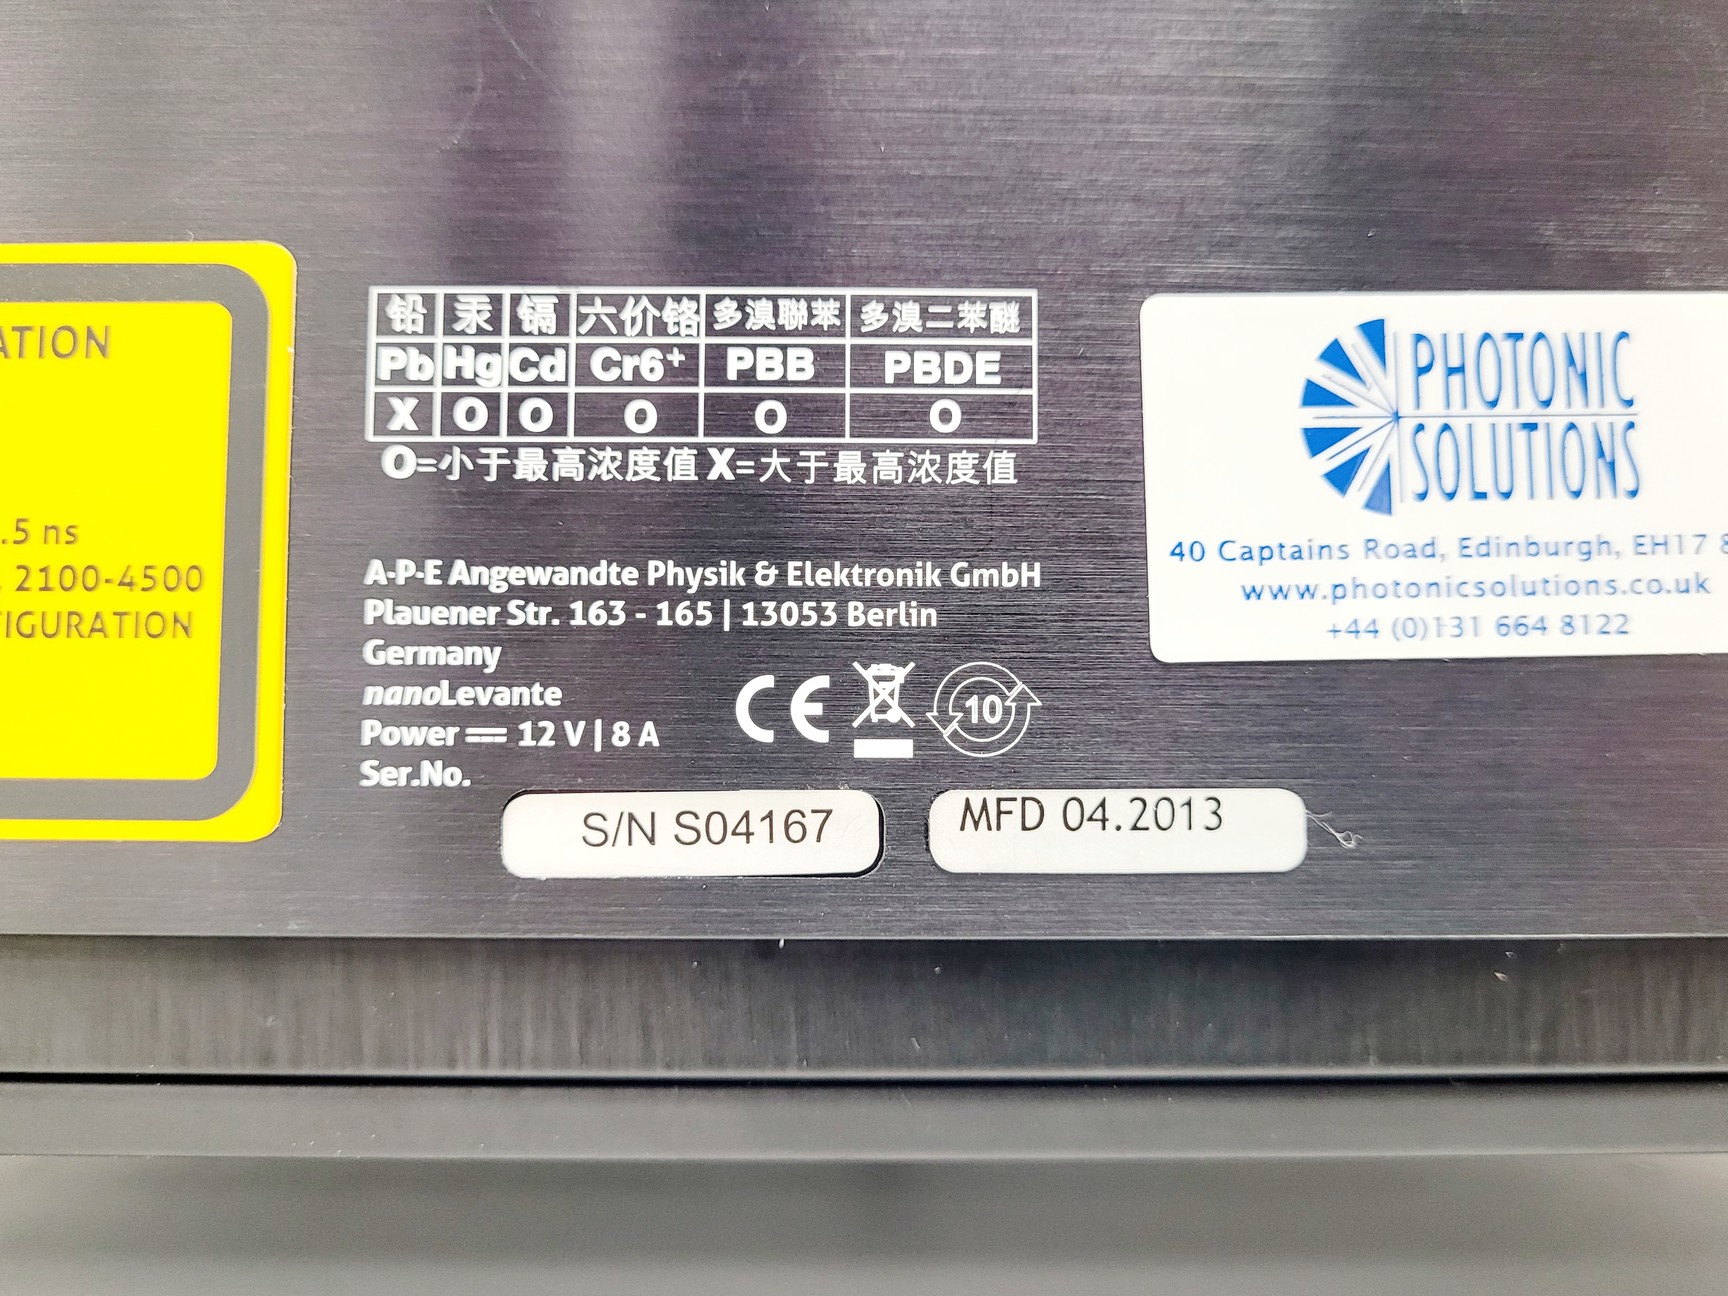 ATION
.5 ns
2100-4500
IGURATION
铅 汞 镉 六价铬 多溴聯苯 多溴二苯醚
Pb Hg Cd Cr6+ PBB PBDE
X O O O O O
O=小于最高浓度值 X=大于最高浓度值
A·P·E Angewandte Physik & Elektronik GmbH
Plauener Str. 163 - 165 | 13053 Berlin
Germany
nanoLevante
Power ⎓ 12 V | 8 A
Ser.No.
CE
10
S/N S04167
MFD 04.2013
PHOTONIC
SOLUTIONS
40 Captains Road, Edinburgh, EH17 8
www.photonicsolutions.co.uk
+44 (0)131 664 8122